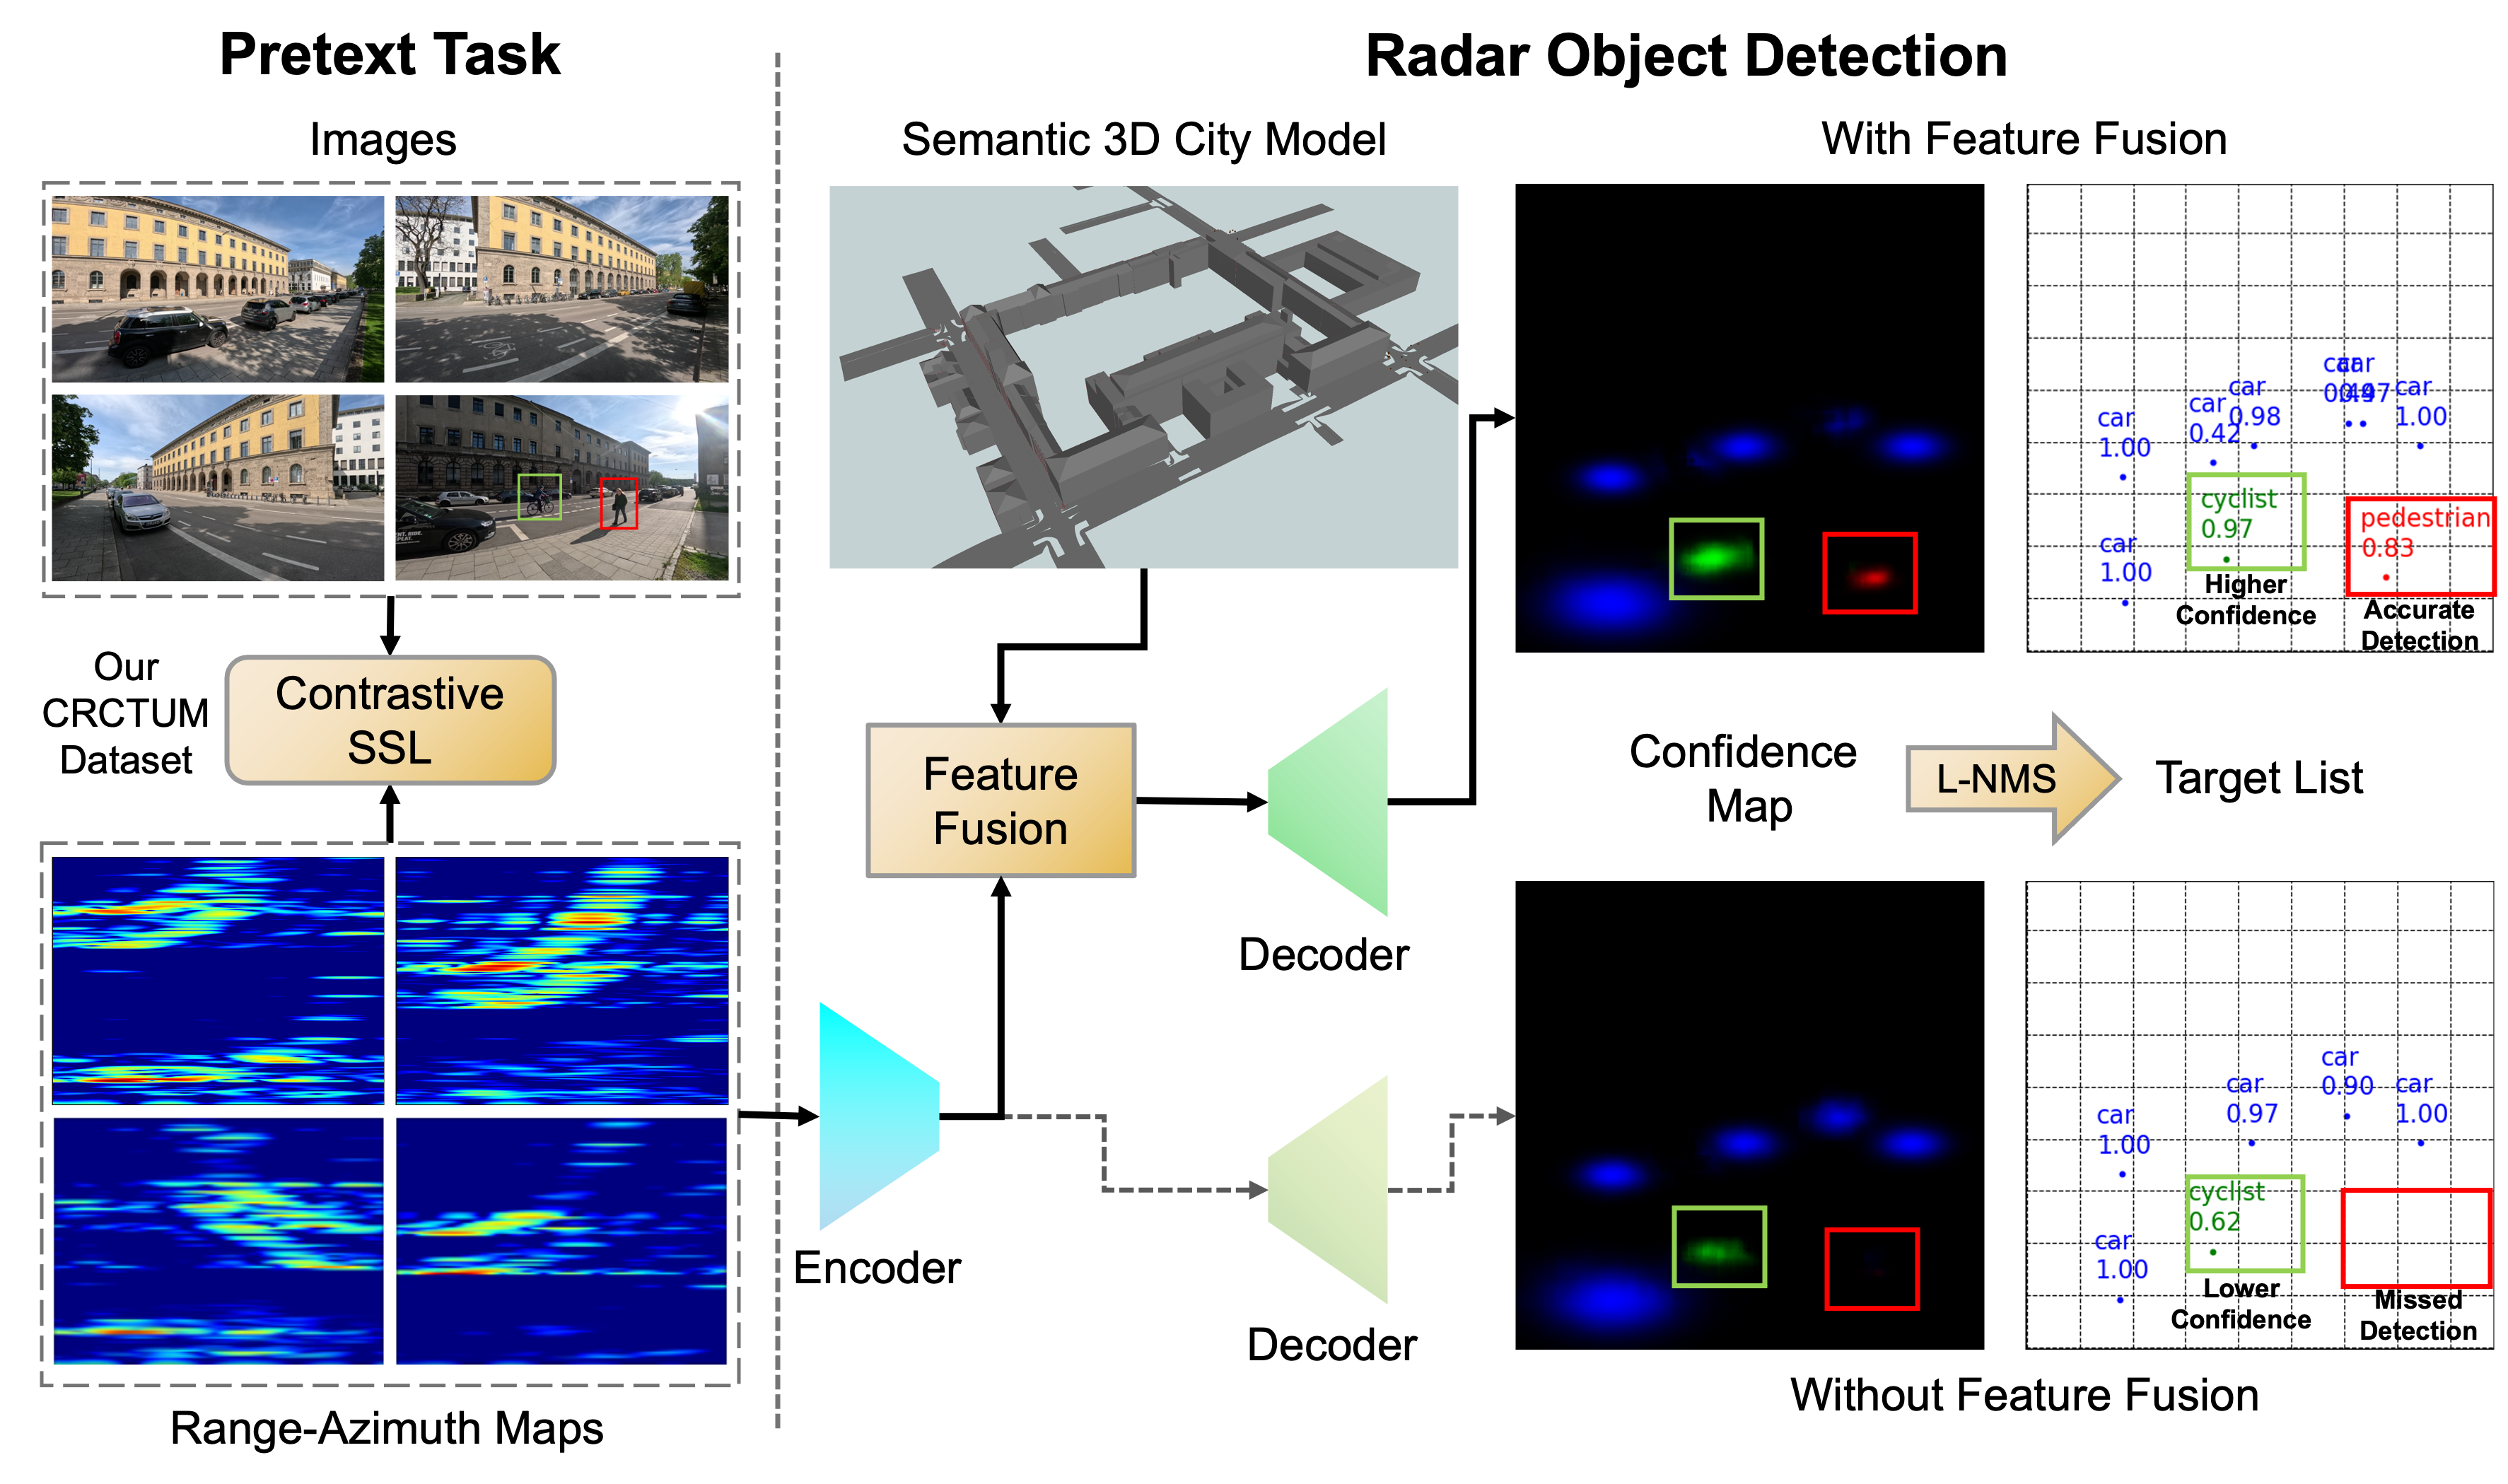 Pretext Task
Images
Our
CRCTUM
Dataset
Contrastive
SSL
Range-Azimuth Maps
Radar Object Detection
Semantic 3D City Model
Feature
Fusion
Encoder
Decoder
Decoder
With Feature Fusion
car
1.00
car
0.42
car
0.98
car
car
0.97
car
1.00
cyclist
0.97
pedestrian
0.83
car
1.00
Higher
Confidence
Accurate
Detection
Confidence
Map
L-NMS
Target List
car
1.00
car
0.97
car
0.90
car
1.00
cyclist
0.62
car
1.00
Lower
Confidence
Missed
Detection
Without Feature Fusion